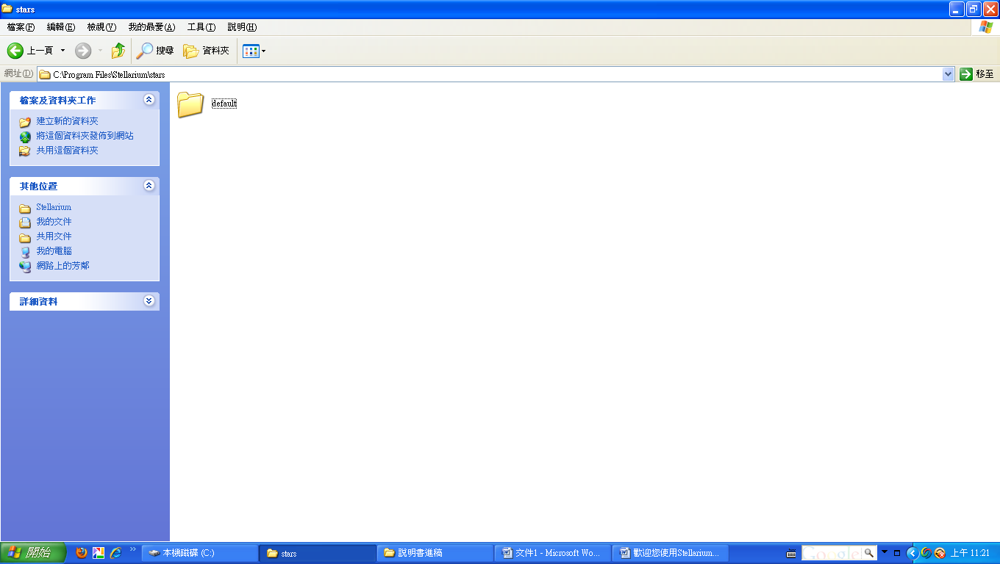 stars
檔案(F) 編輯(E) 檢視(V) 我的最愛(A) 工具(T) 說明(H)
上一頁 搜尋 資料夾
網址(D) C:\Program Files\Stellarium\stars 移至
檔案及資料夾工作
建立新的資料夾
將這個資料夾發佈到網站
共用這個資料夾
其他位置
Stellarium
我的文件
共用文件
我的電腦
網路上的芳鄰
詳細資料
default
開始 » 本機磁碟 (C:) stars 說明書進稿 文件1 - Microsoft Wo... 歡迎您使用Stellarium... Google 上午 11:21